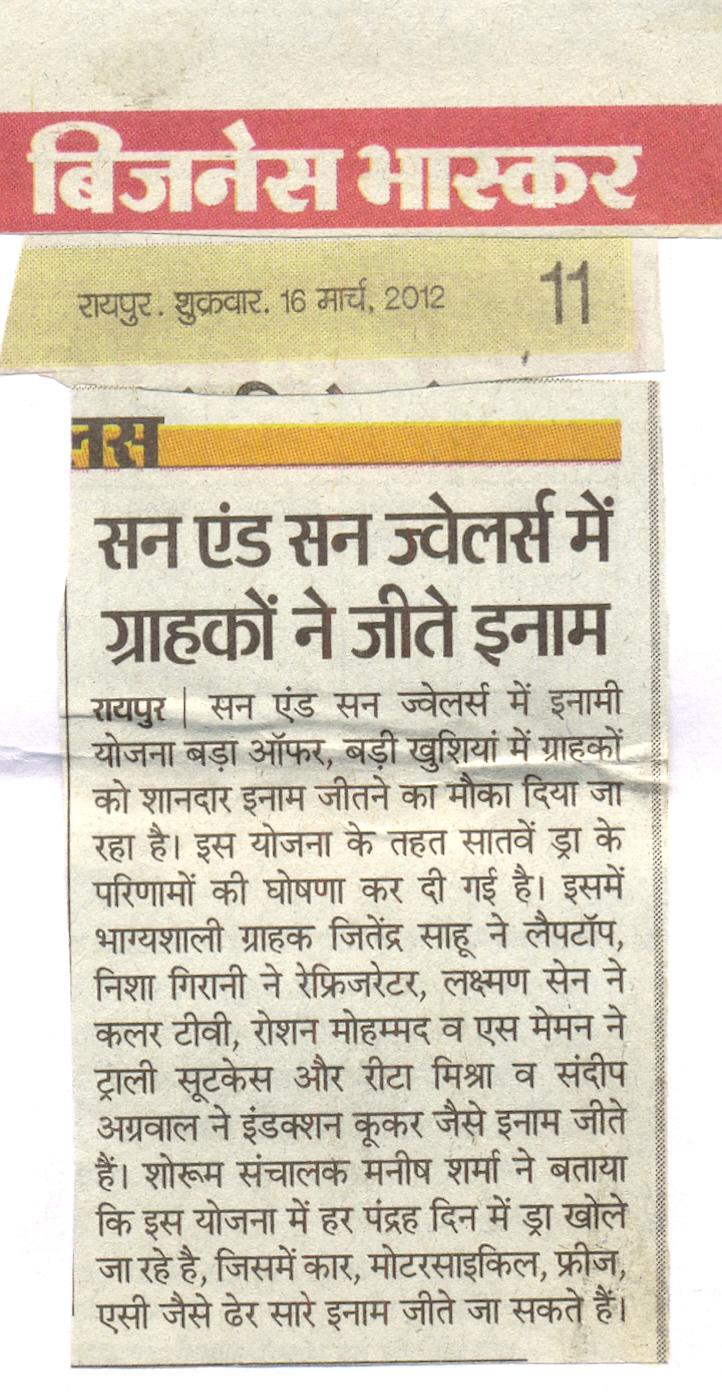 बिजनेस भास्कर
रायपुर. शुक्रवार. 16 मार्च, 2012 11
सन एंड सन ज्वेलर्स में
ग्राहकों ने जीते इनाम
रायपुर | सन एंड सन ज्वेलर्स में इनामी
योजना बड़ा ऑफर, बड़ी खुशियां में ग्राहकों
को शानदार इनाम जीतने का मौका दिया जा
रहा है। इस योजना के तहत सातवें ड्रा के
परिणामों की घोषणा कर दी गई है। इसमें
भाग्यशाली ग्राहक जितेंद्र साहू ने लैपटॉप,
निशा गिरानी ने रेफ्रिजरेटर, लक्ष्मण सेन ने
कलर टीवी, रोशन मोहम्मद व एस मेमन ने
ट्राली सूटकेस और रीटा मिश्रा व संदीप
अग्रवाल ने इंडक्शन कूकर जैसे इनाम जीते
हैं। शोरूम संचालक मनीष शर्मा ने बताया
कि इस योजना में हर पंद्रह दिन में ड्रा खोले
जा रहे है, जिसमें कार, मोटरसाइकिल, फ्रीज,
एसी जैसे ढेर सारे इनाम जीते जा सकते हैं।